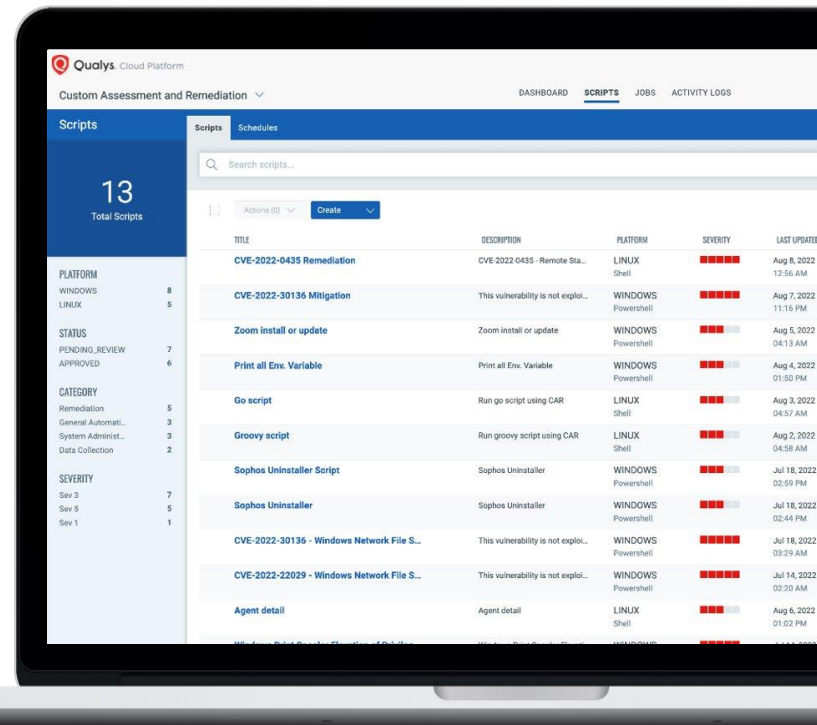 Qualys. Cloud Platform
Custom Assessment and Remediation
DASHBOARD SCRIPTS JOBS ACTIVITY LOGS
Scripts
Scripts Schedules
Search scripts...
13
Total Scripts
Actions (0) Create
TITLE DESCRIPTION PLATFORM SEVERITY LAST UPDATED
CVE-2022-0435 Remediation CVE-2022-0435 - Remote Sta... LINUX Aug 8, 2022
Shell 12:56 AM
CVE-2022-30136 Mitigation This vulnerability is not exploi... WINDOWS Aug 7, 2022
Powershell 11:16 PM
Zoom install or update Zoom install or update WINDOWS Aug 5, 2022
Powershell 04:13 AM
Print all Env. Variable Print all Env. Variable WINDOWS Aug 4, 2022
Powershell 01:50 PM
Go script Run go script using CAR LINUX Aug 3, 2022
Shell 04:57 AM
Groovy script Run groovy script using CAR LINUX Aug 2, 2022
Shell 04:58 AM
Sophos Uninstaller Script Sophos Uninstaller WINDOWS Jul 18, 2022
Powershell 02:59 PM
Sophos Uninstaller Sophos Uninstaller WINDOWS Jul 18, 2022
Powershell 02:44 PM
CVE-2022-30136 - Windows Network File S... This vulnerability is not exploi... WINDOWS Jul 18, 2022
Powershell 03:29 AM
CVE-2022-22029 - Windows Network File S... This vulnerability is not exploi... WINDOWS Jul 14, 2022
Powershell 02:20 AM
Agent detail Agent detail LINUX Aug 6, 2022
Shell 01:02 PM
PLATFORM
WINDOWS 8
LINUX 5
STATUS
PENDING_REVIEW 7
APPROVED 6
CATEGORY
Remediation 5
General Automati... 3
System Administ... 3
Data Collection 2
SEVERITY
Sev 3 7
Sev 5 5
Sev 1 1